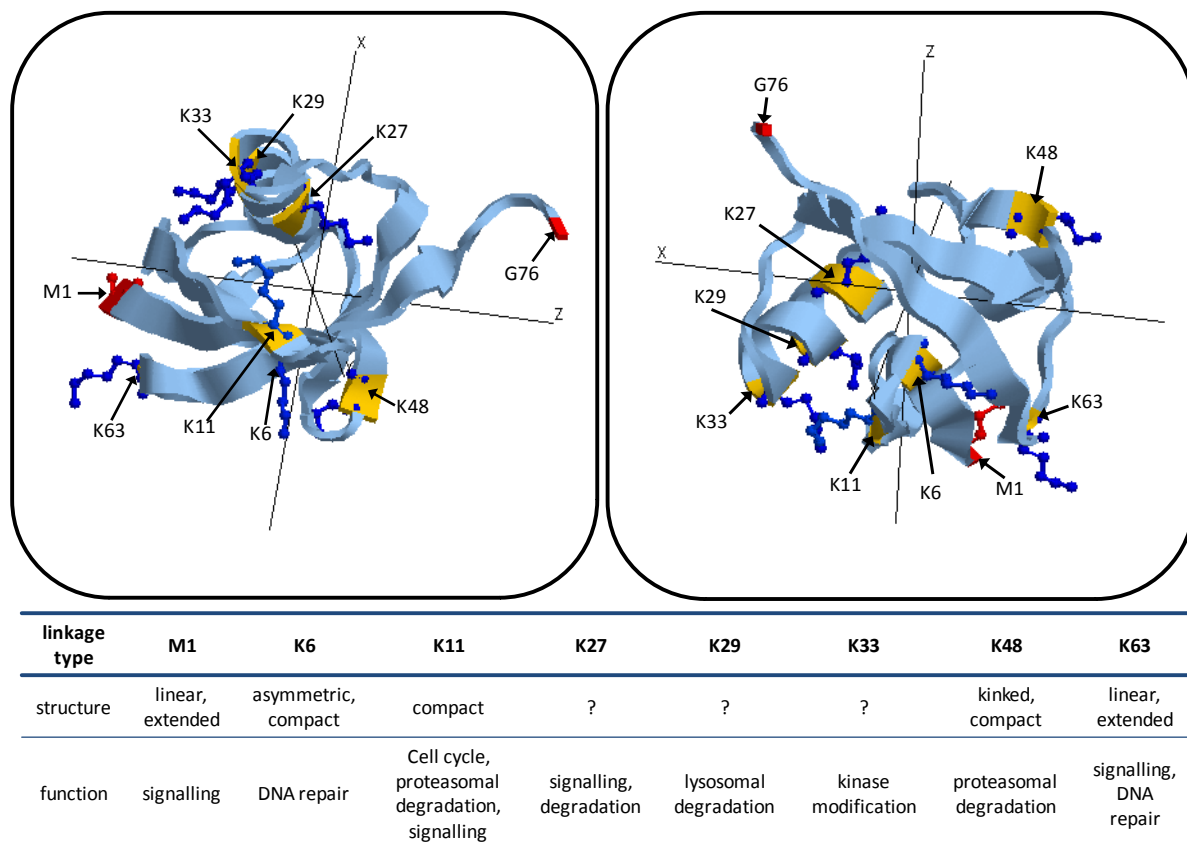 X
K29
K33
K27
G76
M1
Z
K63
K11
K6
K48
Z
G76
K48
K27
X
K29
K33
K63
K11
K6
M1
linkage type M1 K6 K11 K27 K29 K33 K48 K63
structure linear, extended asymmetric, compact compact ? ? ? kinked, compact linear, extended
function signalling DNA repair Cell cycle, proteasomal degradation, signalling signalling, degradation lysosomal degradation kinase modification proteasomal degradation signalling, DNA repair